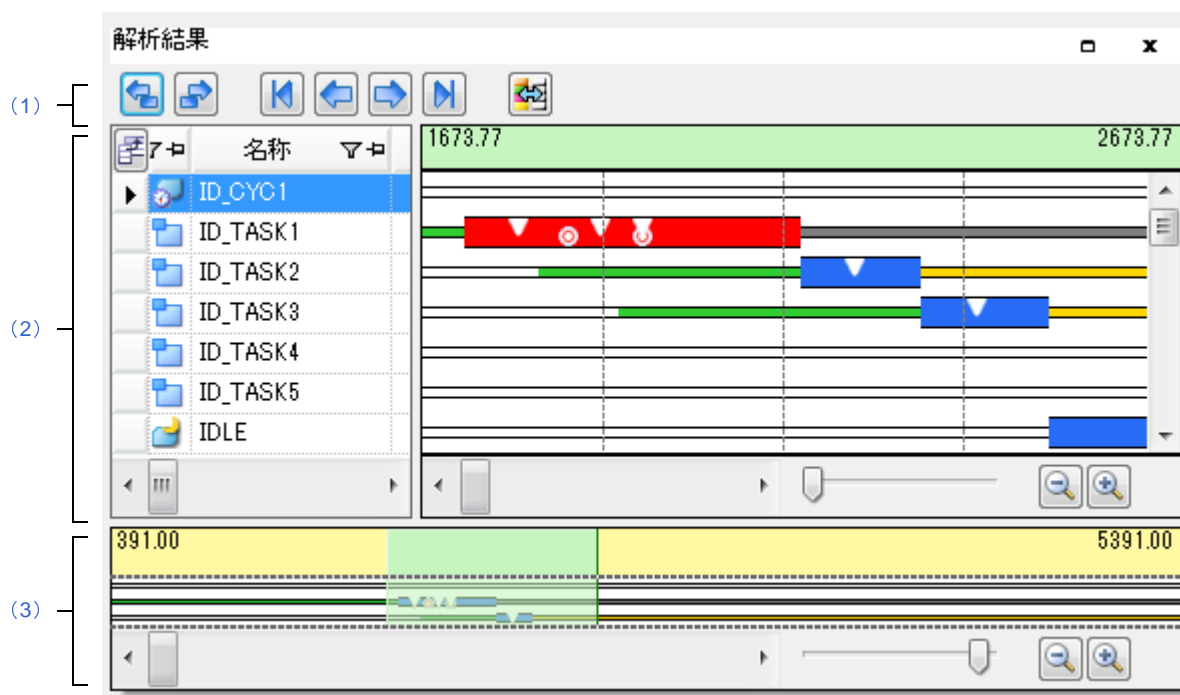 解析結果
(1)
名称
1673.77 2673.77
ID_CYC1
ID_TASK1
ID_TASK2
(2)
ID_TASK3
ID_TASK4
ID_TASK5
IDLE
391.00 5391.00
(3)